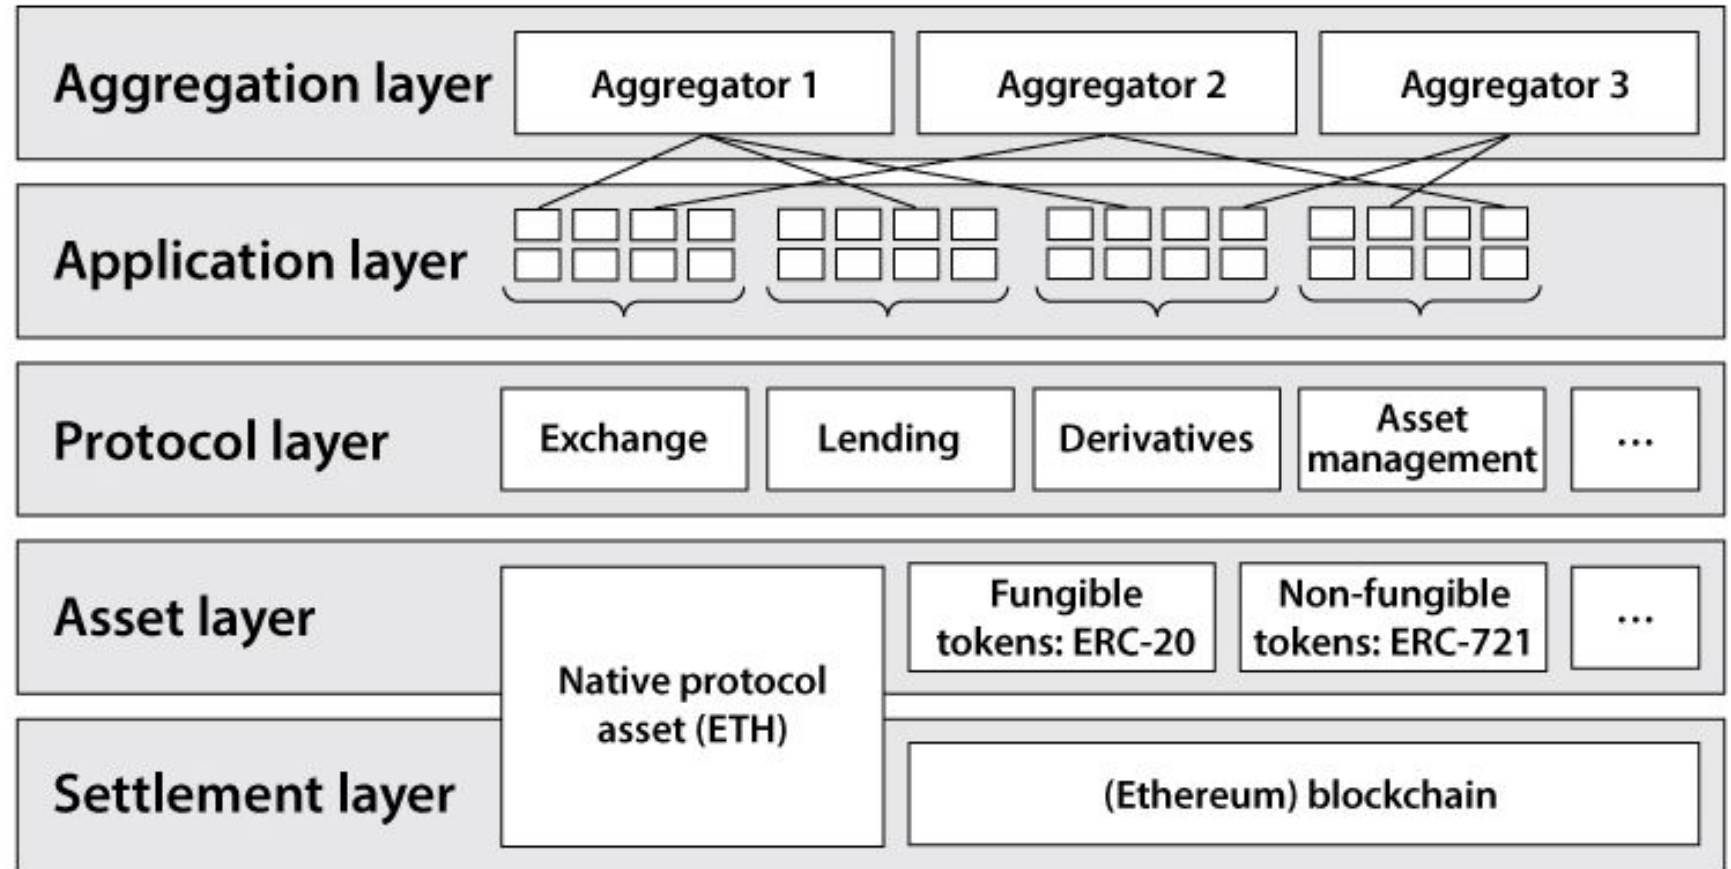 Aggregation layer
Aggregator 1
Aggregator 2
Aggregator 3
Application layer
Protocol layer
Exchange
Lending
Derivatives
Asset
management
...
Asset layer
Native protocol
asset (ETH)
Fungible
tokens: ERC-20
Non-fungible
tokens: ERC-721
...
Settlement layer
(Ethereum) blockchain